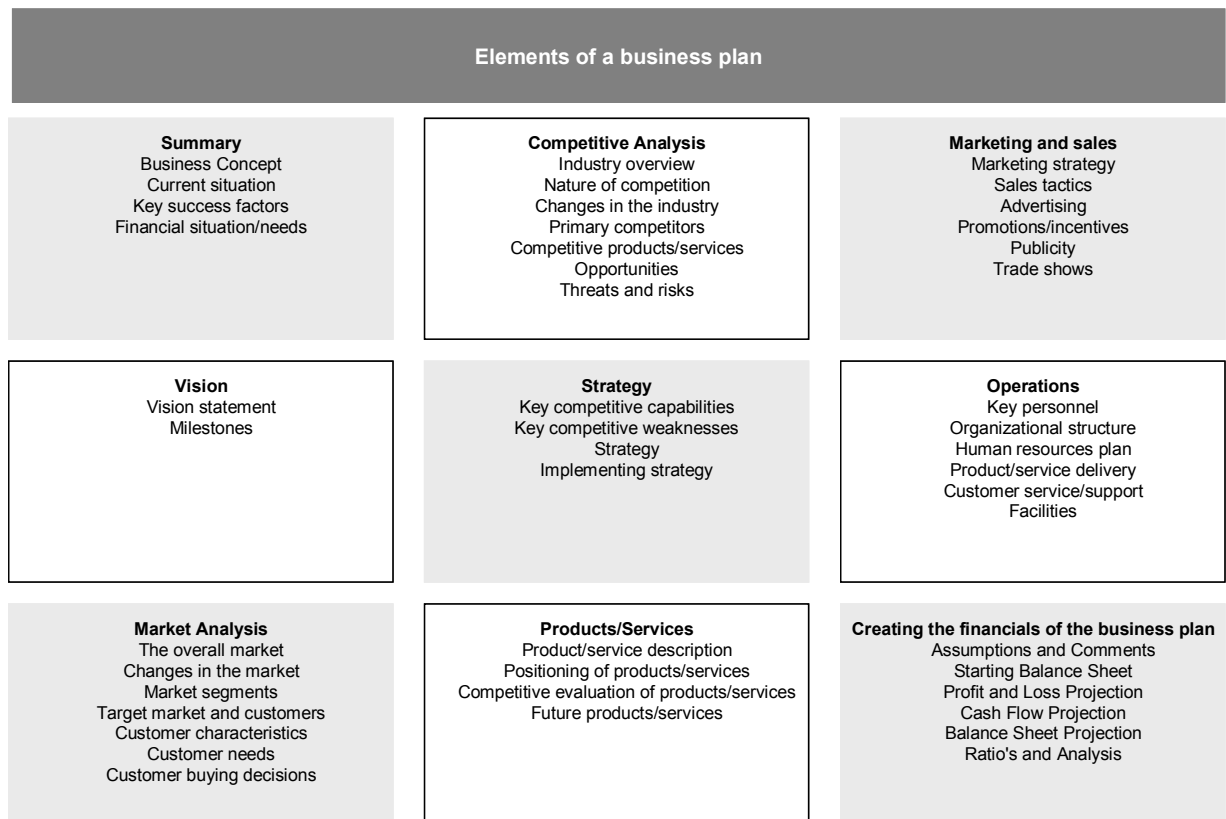 Elements of a business plan
Summary
Business Concept
Current situation
Key success factors
Financial situation/needs
Competitive Analysis
Industry overview
Nature of competition
Changes in the industry
Primary competitors
Competitive products/services
Opportunities
Threats and risks
Marketing and sales
Marketing strategy
Sales tactics
Advertising
Promotions/incentives
Publicity
Trade shows
Vision
Vision statement
Milestones
Strategy
Key competitive capabilities
Key competitive weaknesses
Strategy
Implementing strategy
Operations
Key personnel
Organizational structure
Human resources plan
Product/service delivery
Customer service/support
Facilities
Market Analysis
The overall market
Changes in the market
Market segments
Target market and customers
Customer characteristics
Customer needs
Customer buying decisions
Products/Services
Product/service description
Positioning of products/services
Competitive evaluation of products/services
Future products/services
Creating the financials of the business plan
Assumptions and Comments
Starting Balance Sheet
Profit and Loss Projection
Cash Flow Projection
Balance Sheet Projection
Ratio's and Analysis